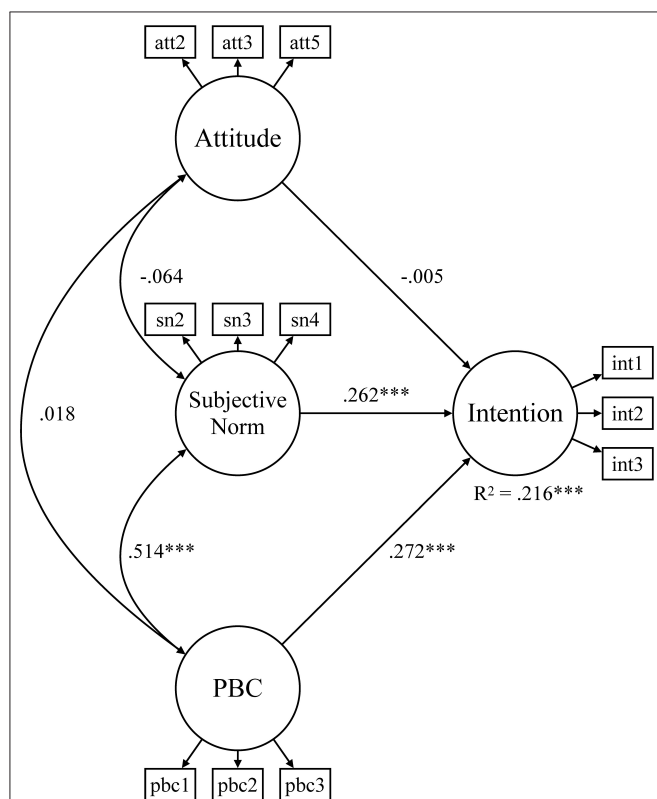 att2 att3 att5
Attitude
-.064 -.005
sn2 sn3 sn4
int1
Subjective
Norm
.262***
Intention
int2
.018
int3
R² = .216***
.514*** .272***
PBC
pbc1 pbc2 pbc3